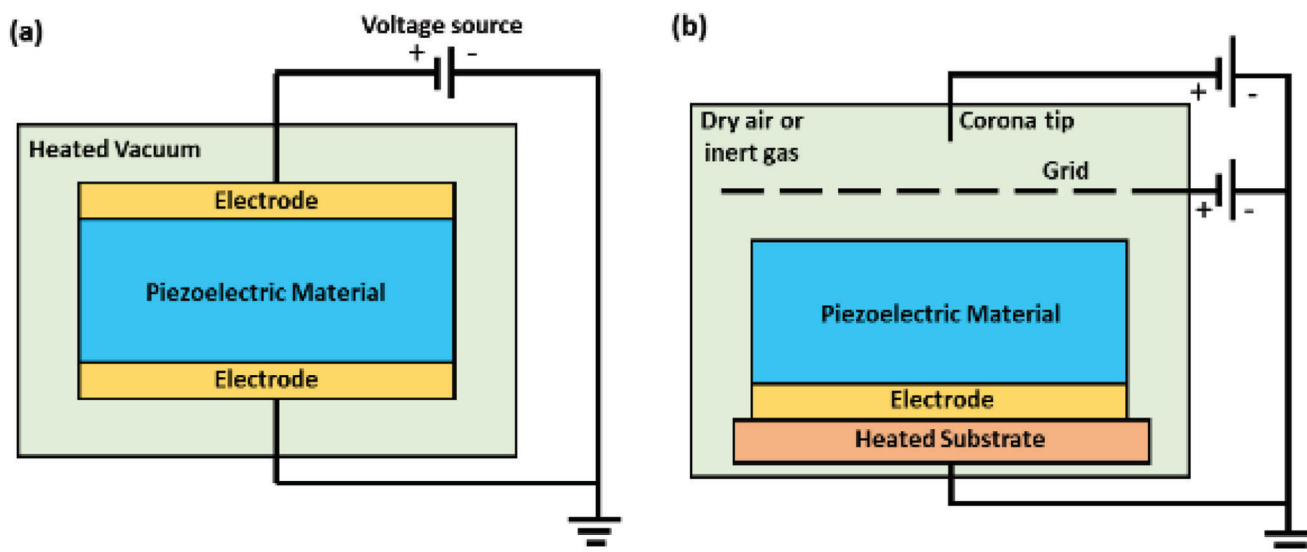 (a)
Voltage source
+ -
Heated Vacuum
Electrode
Piezoelectric Material
Electrode
(b)
+ -
Dry air or
inert gas
Corona tip
Grid
+ -
Piezoelectric Material
Electrode
Heated Substrate